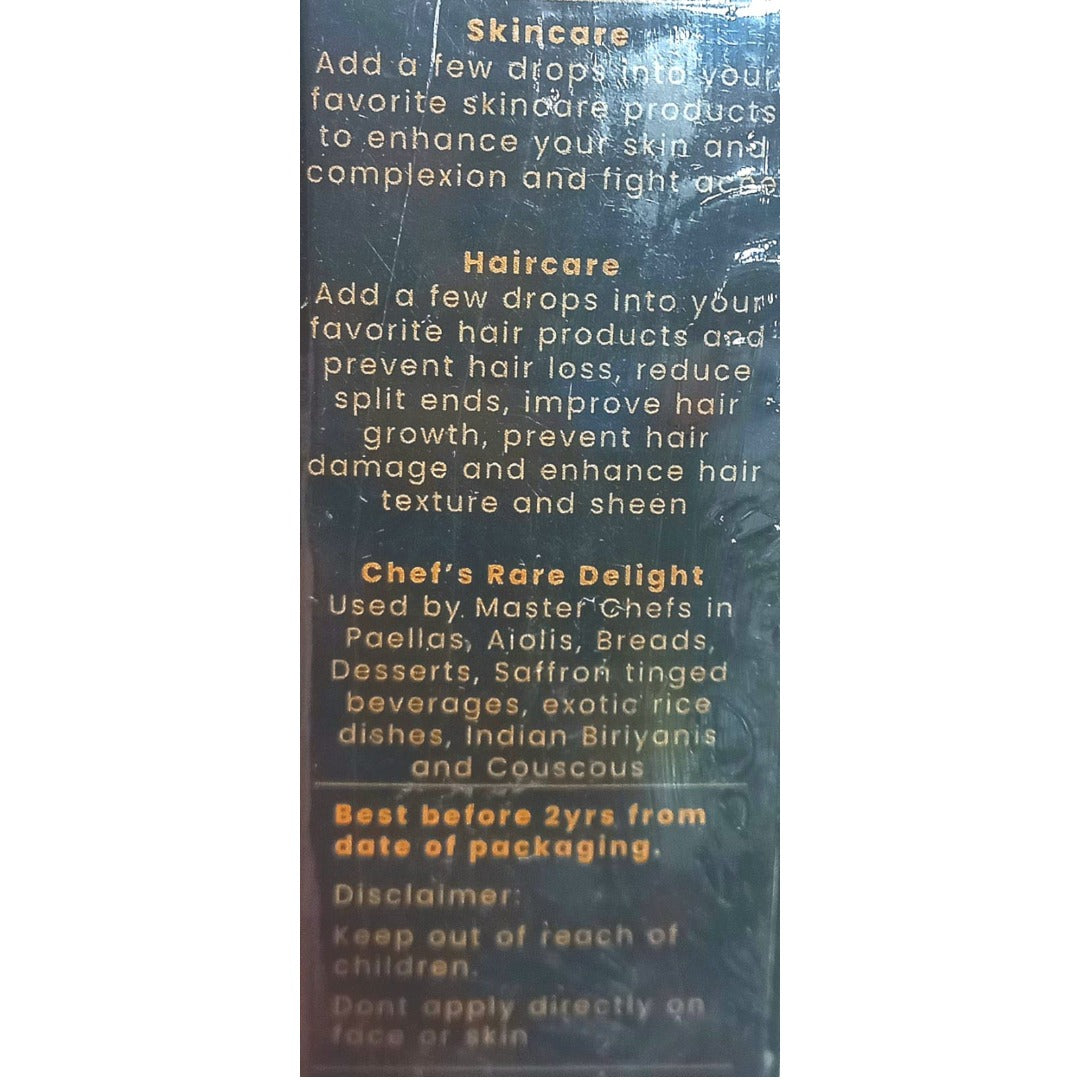 Skincare
Add a few drops into your
favorite skincare products
to enhance your skin and
complexion and fight acne
Haircare
Add a few drops into your
favorite hair products and
prevent hair loss, reduce
split ends, improve hair
growth, prevent hair
damage and enhance hair
texture and sheen
Chef's Rare Delight
Used by Master Chefs in
Paellas, Aiolis, Breads,
Desserts, Saffron tinged
beverages, exotic rice
dishes, Indian Biriyanis
and Couscous
Best before 2yrs from
date of packaging.
Disclaimer:
Keep out of reach of
children.
Dont apply directly on
face or skin